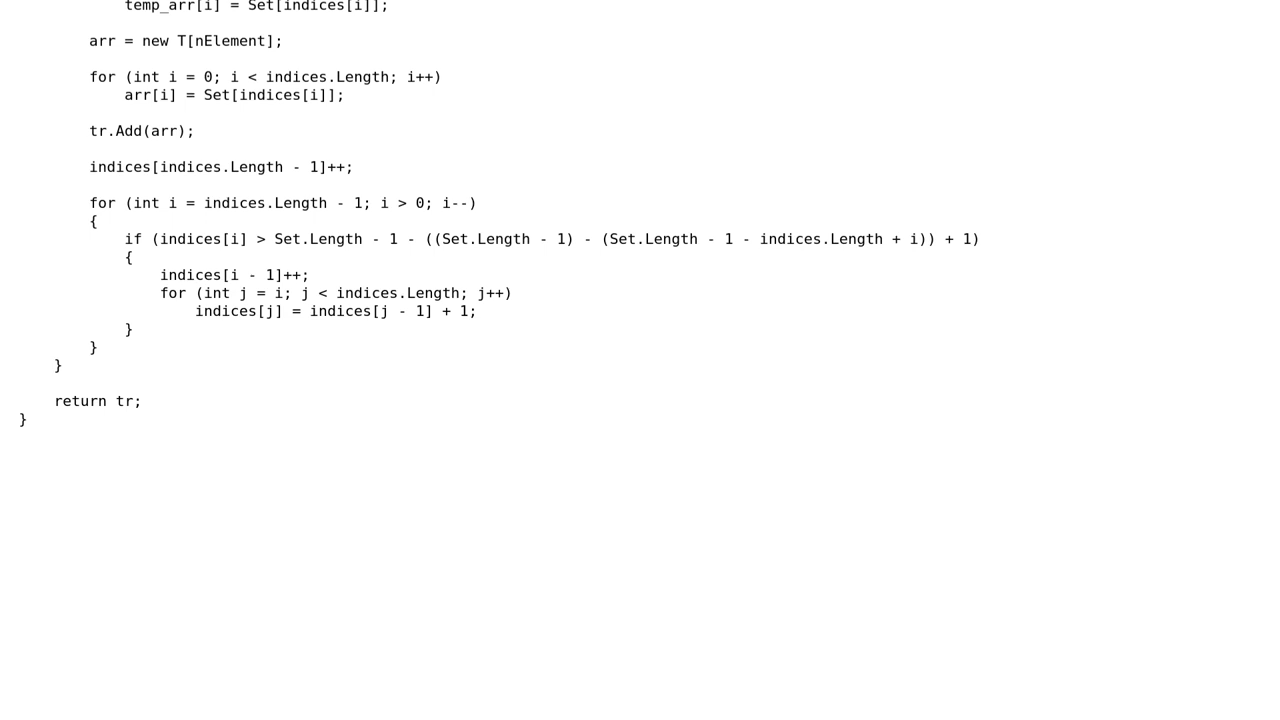 temp_arr[i] = Set[indices[i]];
arr = new T[nElement];
for (int i = 0; i < indices.Length; i++)
arr[i] = Set[indices[i]];
tr.Add(arr);
indices[indices.Length - 1]++;
for (int i = indices.Length - 1; i > 0; i--)
{
if (indices[i] > Set.Length - 1 - ((Set.Length - 1) - (Set.Length - 1 - indices.Length + i)) + 1)
{
indices[i - 1]++;
for (int j = i; j < indices.Length; j++)
indices[j] = indices[j - 1] + 1;
}
}
}
return tr;
}